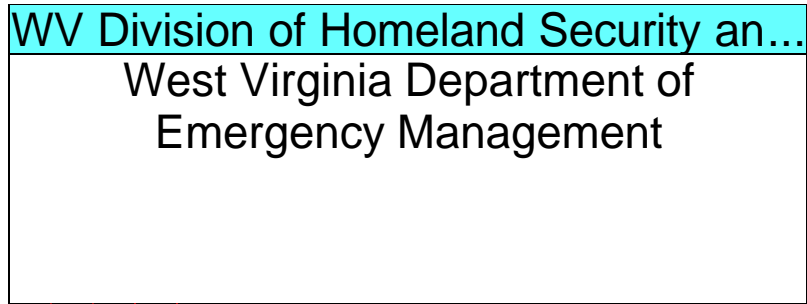 WV Division of Homeland Security an...
West Virginia Department of
Emergency Management